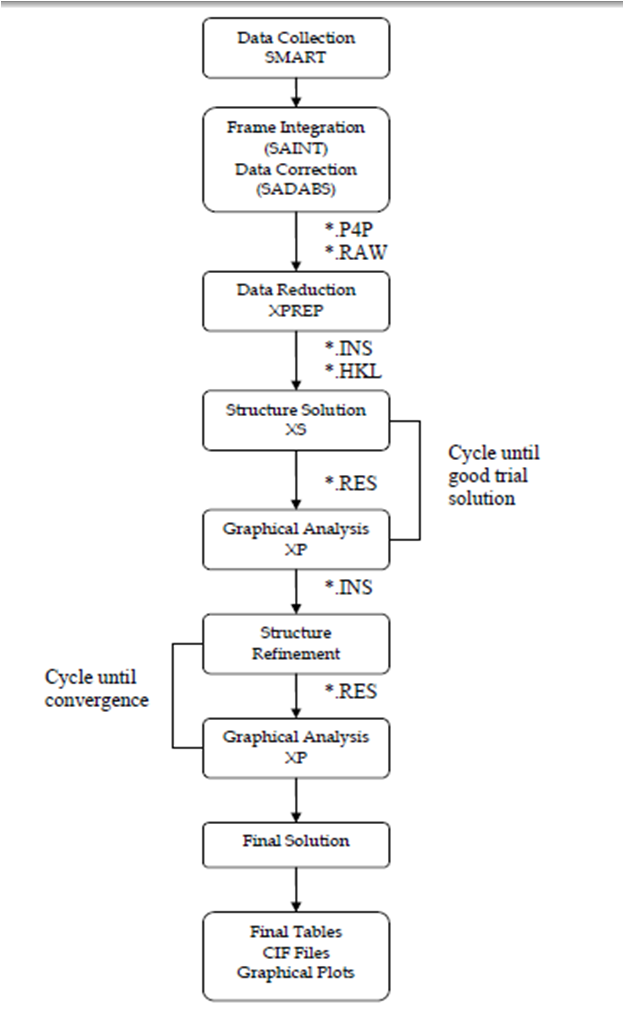 Data Collection
SMART
Frame Integration
(SAINT)
Data Correction
(SADABS)
*.P4P
*.RAW
Data Reduction
XPREP
*.INS
*.HKL
Structure Solution
XS
Cycle until
good trial
solution
*.RES
Graphical Analysis
XP
*.INS
Structure
Refinement
Cycle until
convergence
*.RES
Graphical Analysis
XP
Final Solution
Final Tables
CIF Files
Graphical Plots